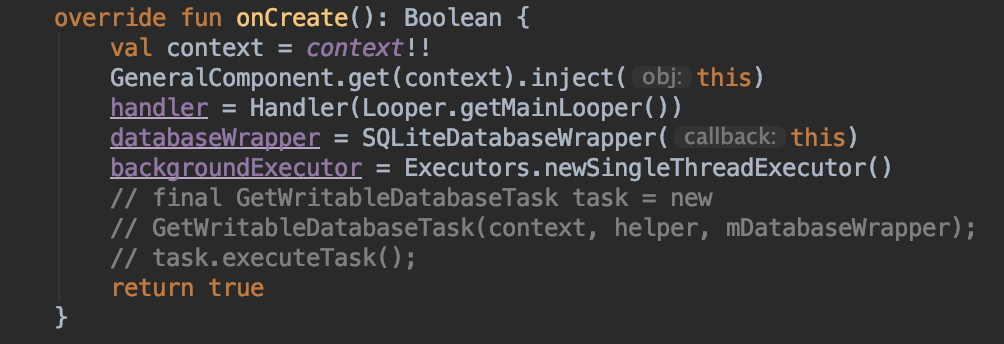 override fun onCreate(): Boolean {
val context = context!!
GeneralComponent.get(context).inject( obj: this)
handler = Handler(Looper.getMainLooper())
databaseWrapper = SQLiteDatabaseWrapper( callback: this)
backgroundExecutor = Executors.newSingleThreadExecutor()
// final GetWritableDatabaseTask task = new
// GetWritableDatabaseTask(context, helper, mDatabaseWrapper);
// task.executeTask();
return true
}